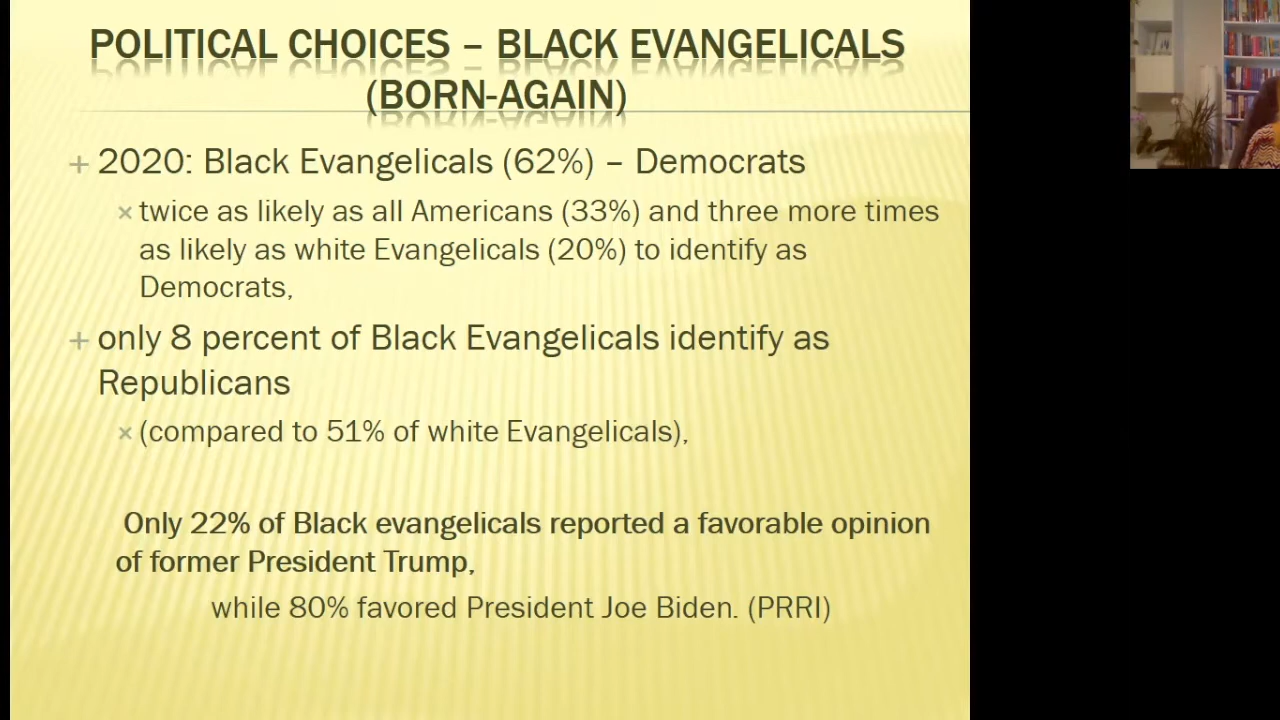 POLITICAL CHOICES – BLACK EVANGELICALS
(BORN-AGAIN)
2020: Black Evangelicals (62%) – Democrats
twice as likely as all Americans (33%) and three more times
as likely as white Evangelicals (20%) to identify as
Democrats,
only 8 percent of Black Evangelicals identify as
Republicans
(compared to 51% of white Evangelicals),
Only 22% of Black evangelicals reported a favorable opinion
of former President Trump,
while 80% favored President Joe Biden. (PRRI)